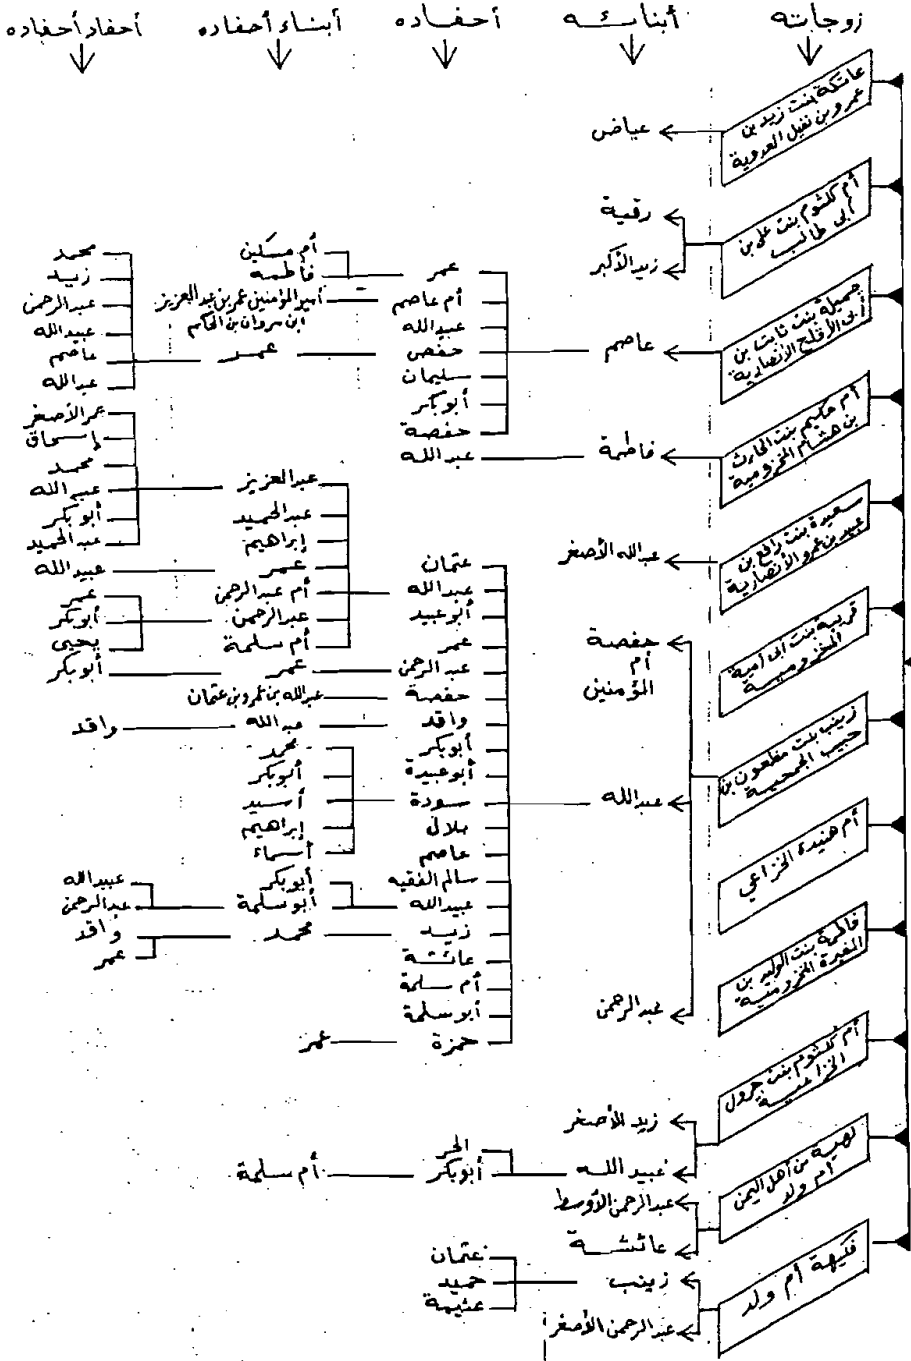 زوجاته
أبنائه
أحفاده
أبناء أحفاده
أحفاد أحفاده
عاتكة بنت زيد بن
عمرو بن نفيل العدوية
عياض
أم كلثوم بنت علي بن
أبي طالب
رقية
زيد الأكبر
جميلة بنت ثابت بن
أبي الأقلح الأنصارية
عاصم
عمر
أم عاصم
عبيدالله
حفص
سليمان
أبوبكر
حفصة
أم مسكين
فاطمه
أمير المؤمنين عمر بن عبد العزيز
ابن مروان بن الحكم
عمر
محمد
زيد
عبدالرحمن
عبيدالله
عاصم
عبدالله
أم حكيم بنت الحارث
بن هشام المخزومية
فاطمة
عبدالله
سعيدة بنت رافع بن
عبيد بن عمرو الأنصارية
عبدالله الأصغر
قريبة بنت أبي أمية
المخزومية
زينب بنت مظعون بن
حبيب الجمحية
حفصة
أم
المؤمنين
عبدالله
عبدالرحمن
عثمان
عبدالله
أبوعبيد
عمر
عبد الرحمن
حفصة
واقد
أبوبكر
أبوعبيدة
سودة
بلال
عاصم
سالم الفقيه
عبيدالله
زيد
عائشة
أم سلمة
أبوسلمة
حمزة
عبدالعزيز
عبدالحميد
إبراهيم
عمر
أم عبدالرحمن
عبدالرحمن
أم سلمة
عمر
عبدالله بن عمرو بن عثمان
عبدالله
محمد
أبوبكر
أسيد
إبراهيم
أسماء
أبوبكر
أبوسلمة
محمد
عمر
عمر الأصغر
إسحاق
محمد
عبدالله
أبوبكر
عبدالحميد
عبيدالله
عمر
أبوبكر
يحيى
أبوبكر
واقد
عبيدالله
عبدالرحمن
واقد
عمر
أم هنيدة الخزاعي
فاطمة بنت الوليد بن
المغيرة المخزومية
أم كلثوم بنت جرول
الخزاعية
زيد الأصغر
عبيد الله
الحر
أبوبكر
أم سلمة
لهية من أهل اليمن
أم ولد
عبدالرحمن الأوسط
عائشة
فكيهة أم ولد
زينب
عبدالرحمن الأصغر
عثمان
حميد
عثيمة